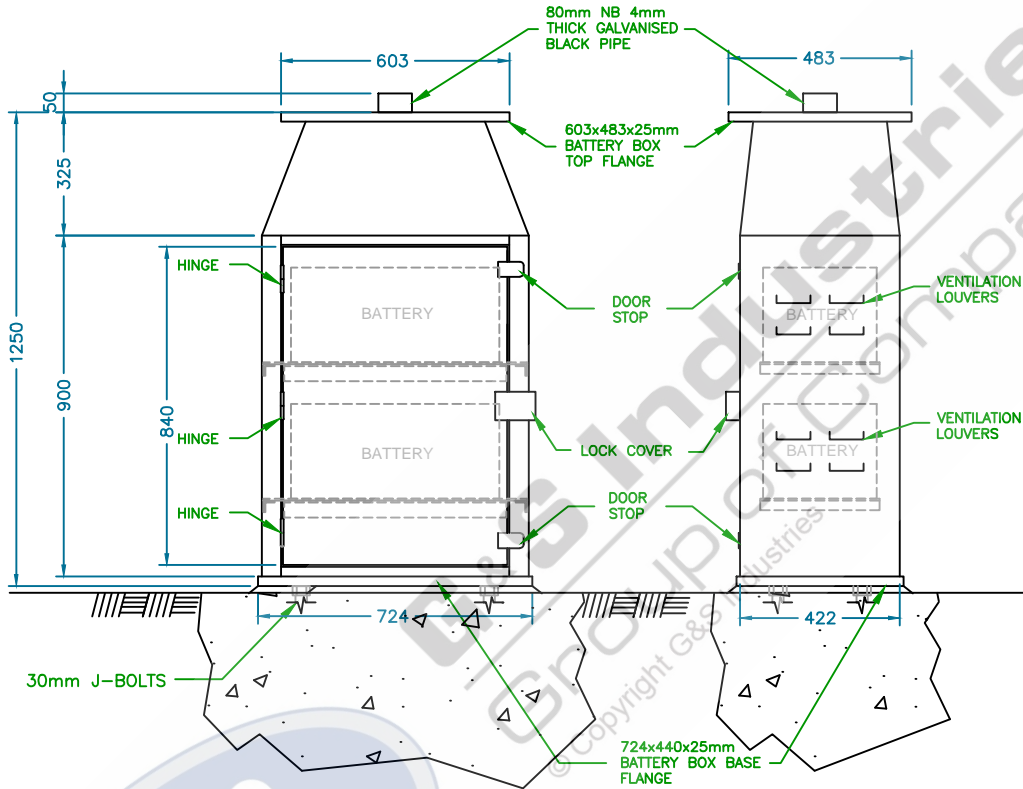 80mm NB 4mm
THICK GALVANISED
BLACK PIPE
603
483
50
603x483x25mm
BATTERY BOX
TOP FLANGE
325
HINGE
BATTERY
DOOR
STOP
VENTILATION
LOUVERS
BATTERY
1250
900
840
HINGE
BATTERY
LOCK COVER
VENTILATION
LOUVERS
BATTERY
HINGE
DOOR
STOP
724
422
30mm J-BOLTS
724x440x25mm
BATTERY BOX BASE
FLANGE
G&S Industrie
Group of Compa
© Copyright G&S Industries